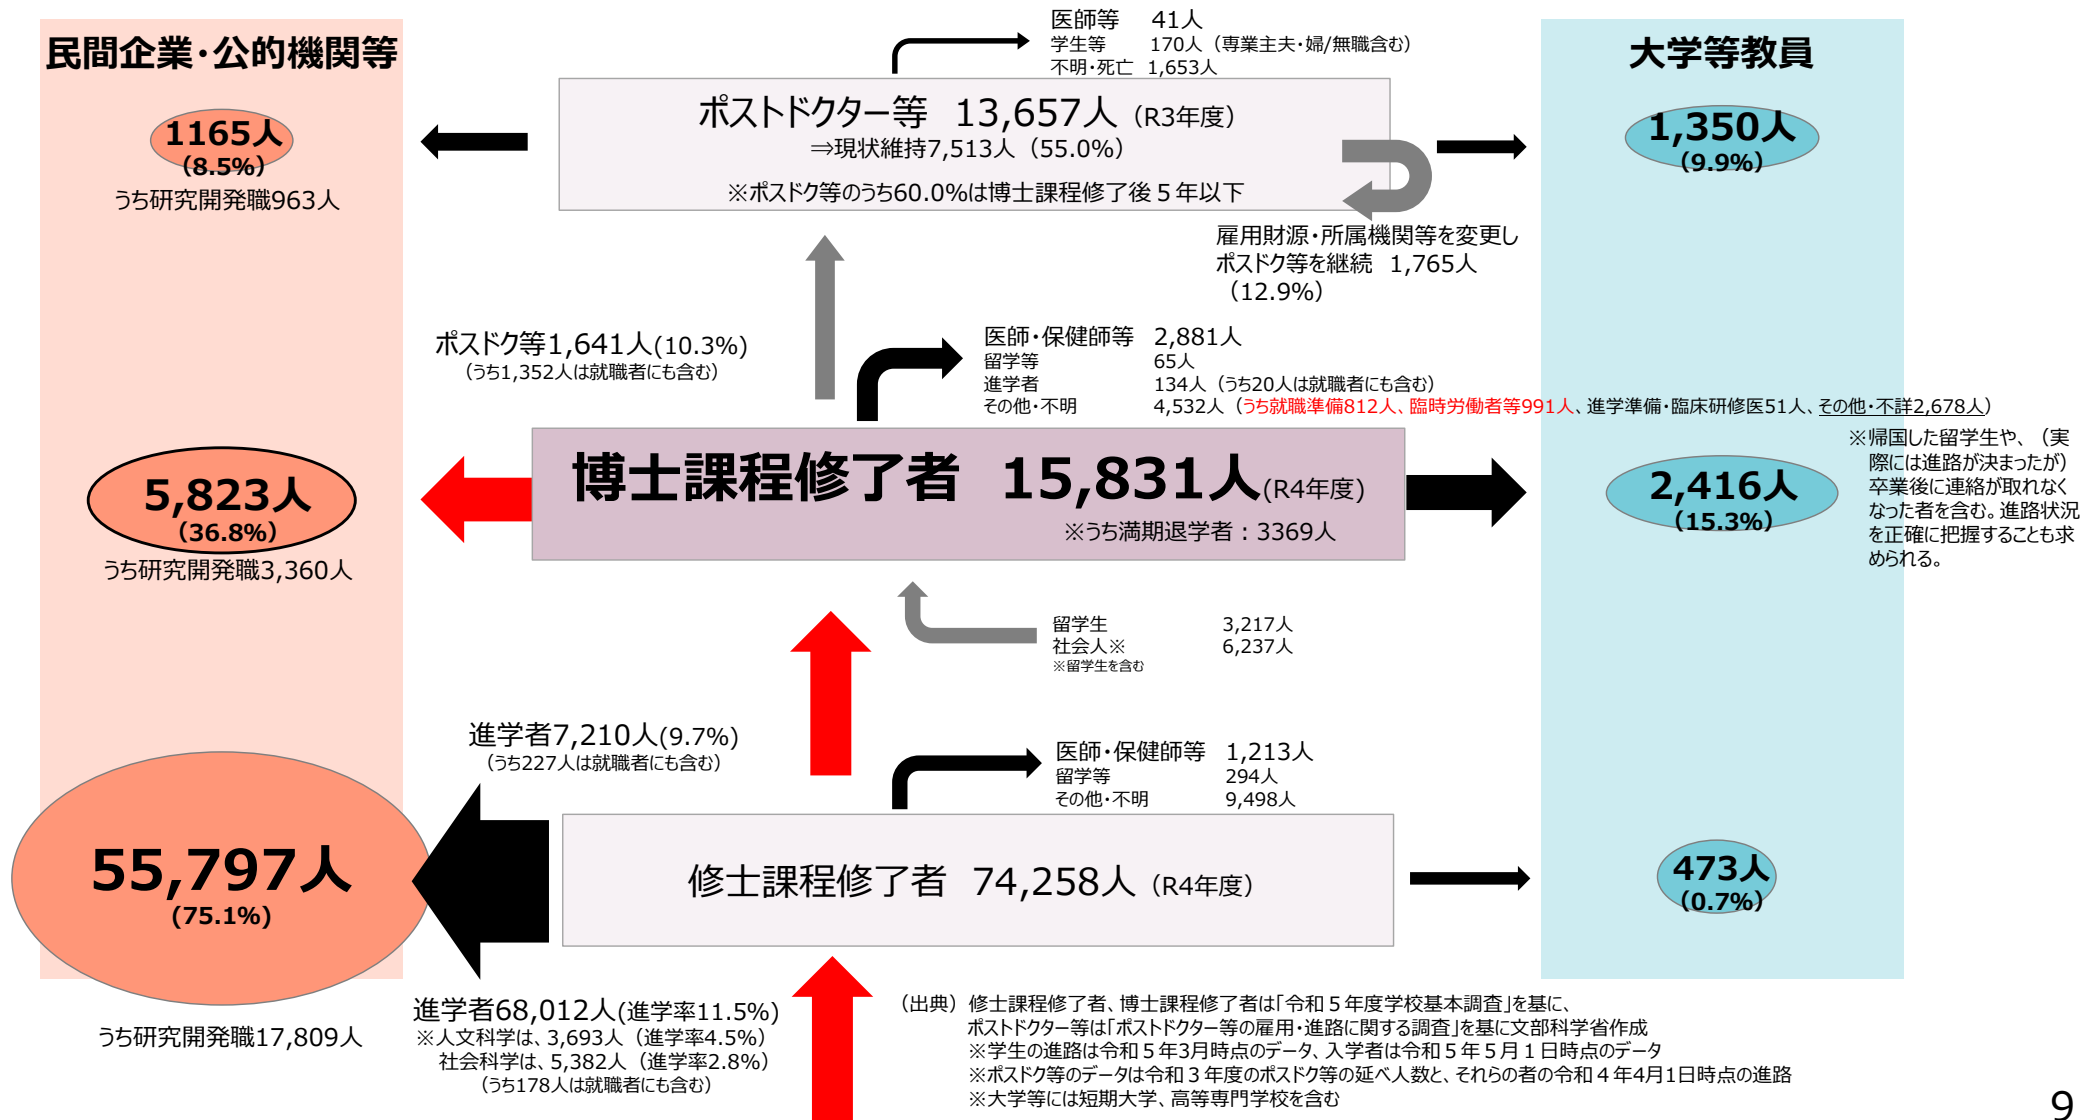 民間企業・公的機関等
大学等教員
医師等 41人
学生等 170人（専業主夫・婦/無職含む）
不明・死亡 1,653人
ポストドクター等 13,657人（R3年度）
⇒現状維持7,513人（55.0%）
※ポスドク等のうち60.0%は博士課程修了後５年以下
1165人
（8.5%）
うち研究開発職963人
1,350人
（9.9%）
雇用財源・所属機関等を変更し
ポスドク等を継続 1,765人
（12.9%）
ポスドク等1,641人(10.3%)
（うち1,352人は就職者にも含む）
医師・保健師等 2,881人
留学等 65人
進学者 134人（うち20人は就職者にも含む）
その他・不明 4,532人（うち就職準備812人、臨時労働者等991人、進学準備・臨床研修医51人、その他・不詳2,678人）
博士課程修了者 15,831人(R4年度)
※うち満期退学者：3369人
5,823人
（36.8%）
うち研究開発職3,360人
2,416人
（15.3%）
※帰国した留学生や、（実
際には進路が決まったが）
卒業後に連絡が取れなく
なった者を含む。進路状況
を正確に把握することも求
められる。
留学生 3,217人
社会人※ 6,237人
※留学生を含む
進学者7,210人(9.7%)
（うち227人は就職者にも含む）
医師・保健師等 1,213人
留学等 294人
その他・不明 9,498人
修士課程修了者 74,258人（R4年度）
55,797人
（75.1%）
うち研究開発職17,809人
473人
（0.7%）
進学者68,012人(進学率11.5%)
※人文科学は、3,693人（進学率4.5%）
社会科学は、5,382人（進学率2.8%）
（うち178人は就職者にも含む）
（出典）修士課程修了者、博士課程修了者は「令和５年度学校基本調査」を基に、
ポストドクター等は「ポストドクター等の雇用・進路に関する調査」を基に文部科学省作成
※学生の進路は令和５年3月時点のデータ、入学者は令和５年５月１日時点のデータ
※ポスドク等のデータは令和３年度のポスドク等の延べ人数と、それらの者の令和４年4月1日時点の進路
※大学等には短期大学、高等専門学校を含む
9